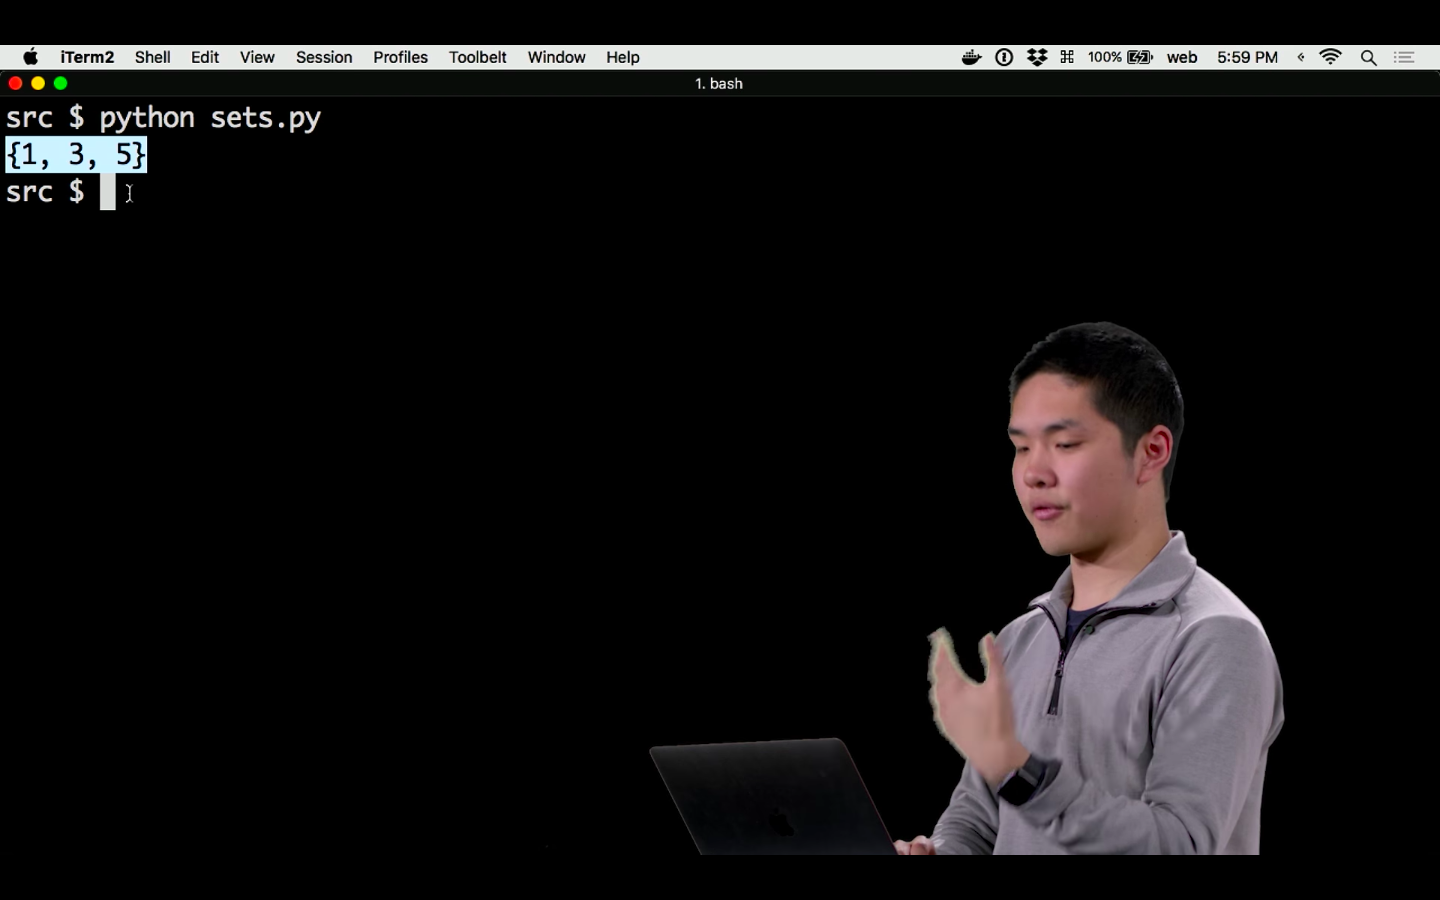 iTerm2 Shell Edit View Session Profiles Toolbelt Window Help 100% web 5:59 PM
1. bash
src $ python sets.py
{1, 3, 5}
src $